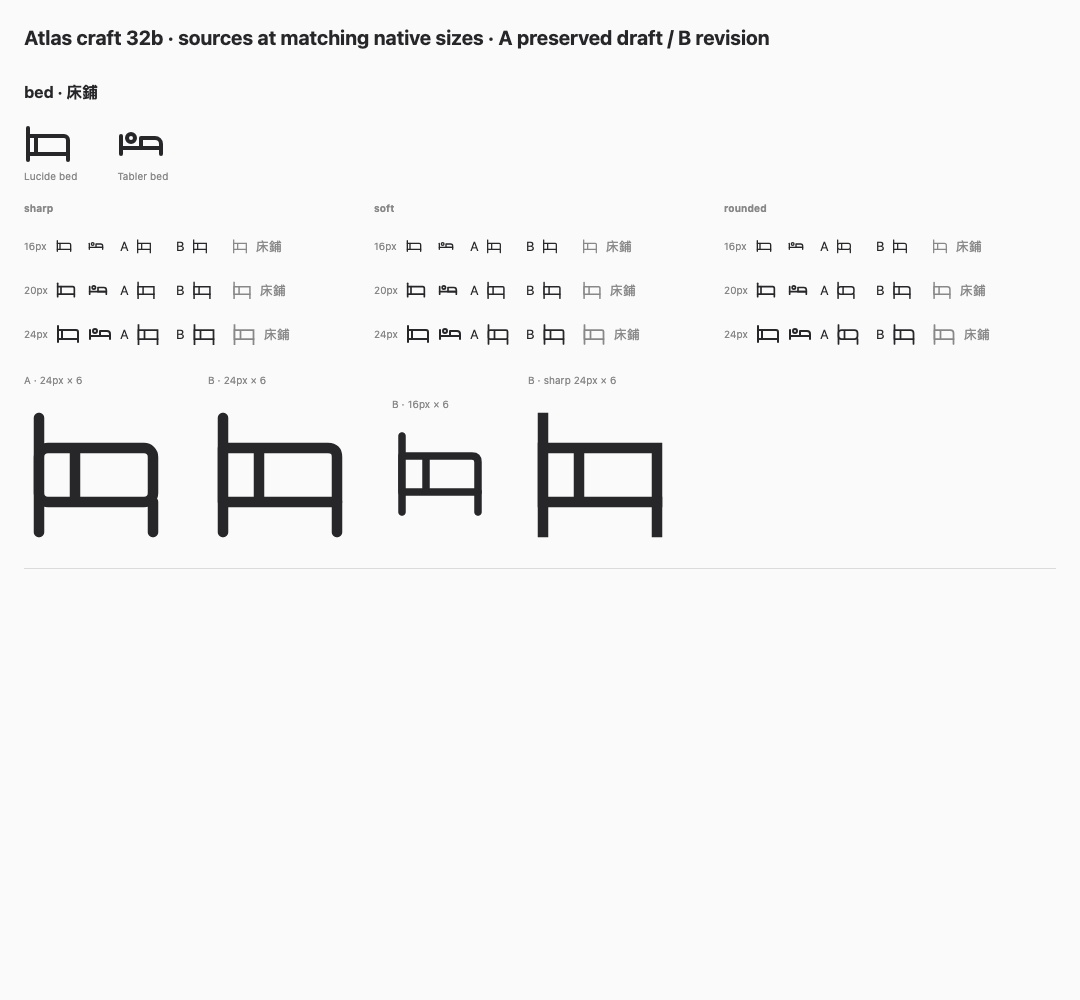 Atlas craft 32b · sources at matching native sizes · A preserved draft / B revision
bed · 床鋪
Lucide bed
Tabler bed
sharp
soft
rounded
16px A B 床鋪
16px A B 床鋪
16px A B 床鋪
20px A B 床鋪
20px A B 床鋪
20px A B 床鋪
24px A B 床鋪
24px A B 床鋪
24px A B 床鋪
A · 24px × 6
B · 24px × 6
B · 16px × 6
B · sharp 24px × 6